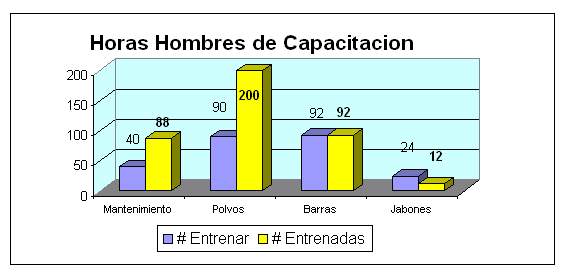 Horas Hombres de Capacitacion
200
150
100
50
0
40
88
90
200
92
92
24
12
Mantenimiento
Polvos
Barras
Jabones
# Entrenar
# Entrenadas